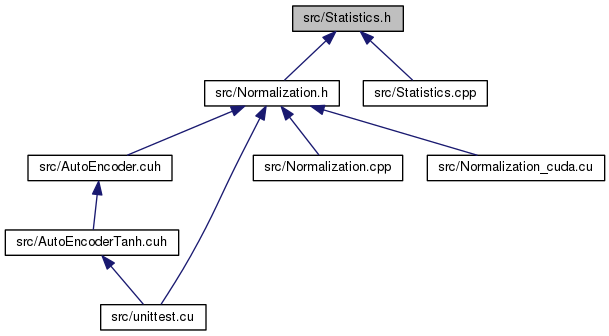 src/Statistics.h
src/Normalization.h
src/Statistics.cpp
src/AutoEncoder.cuh
src/Normalization.cpp
src/Normalization_cuda.cu
src/AutoEncoderTanh.cuh
src/unittest.cu